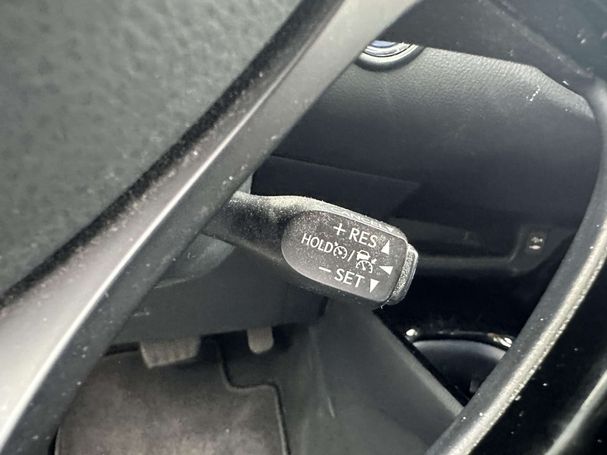 + RES ▲
HOLD / ◀
− SET ▼